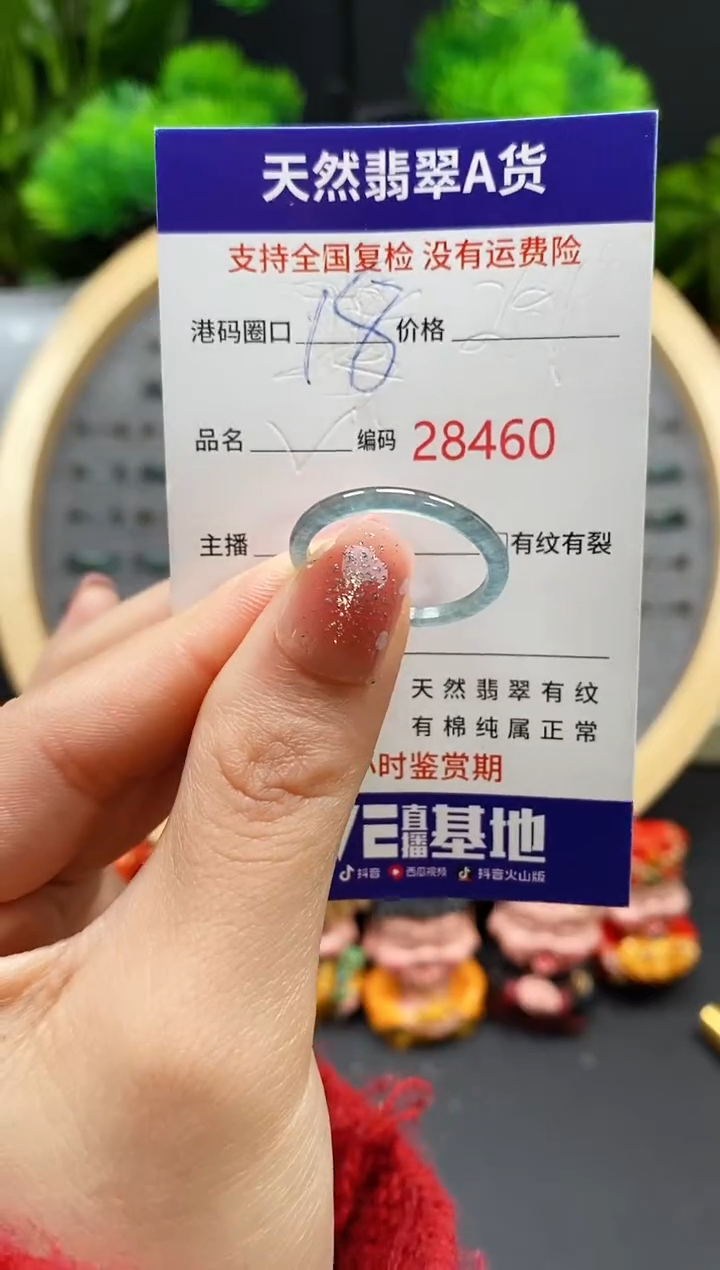 天然翡翠A货
支持全国复检 没有运费险
港码圈口 18 价格
品名 编码 28460
主播 有纹有裂
天然翡翠有纹
有棉纯属正常
小时鉴赏期
直播基地
抖音 西瓜视频 抖音火山版